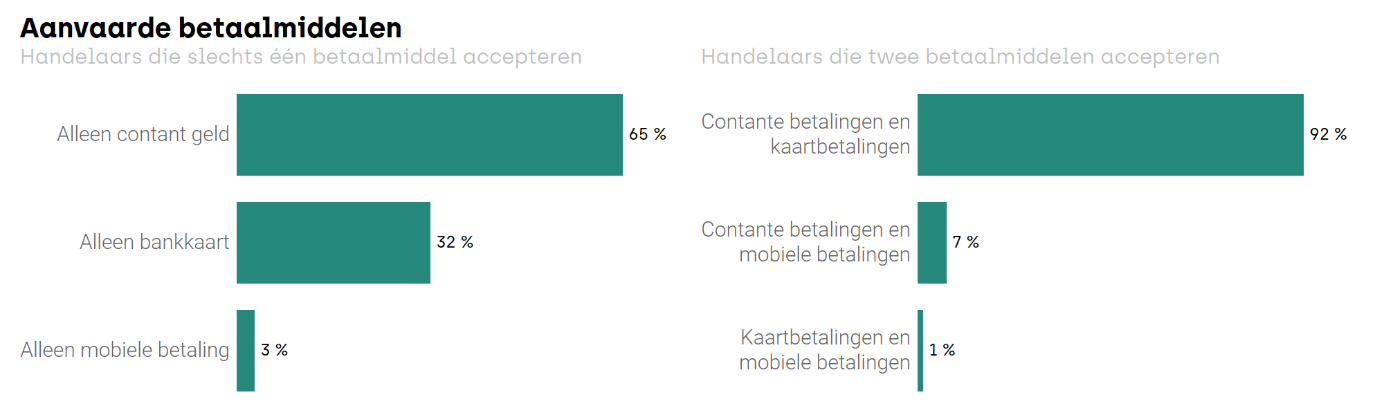 Aanvaarde betaalmiddelen
Handelaars die slechts één betaalmiddel accepteren
Alleen contant geld
65 %
Alleen bankkaart
32 %
Alleen mobiele betaling
3 %
Handelaars die twee betaalmiddelen accepteren
Contante betalingen en
kaartbetalingen
92 %
Contante betalingen en
mobiele betalingen
7 %
Kaartbetalingen en
mobiele betalingen
1 %